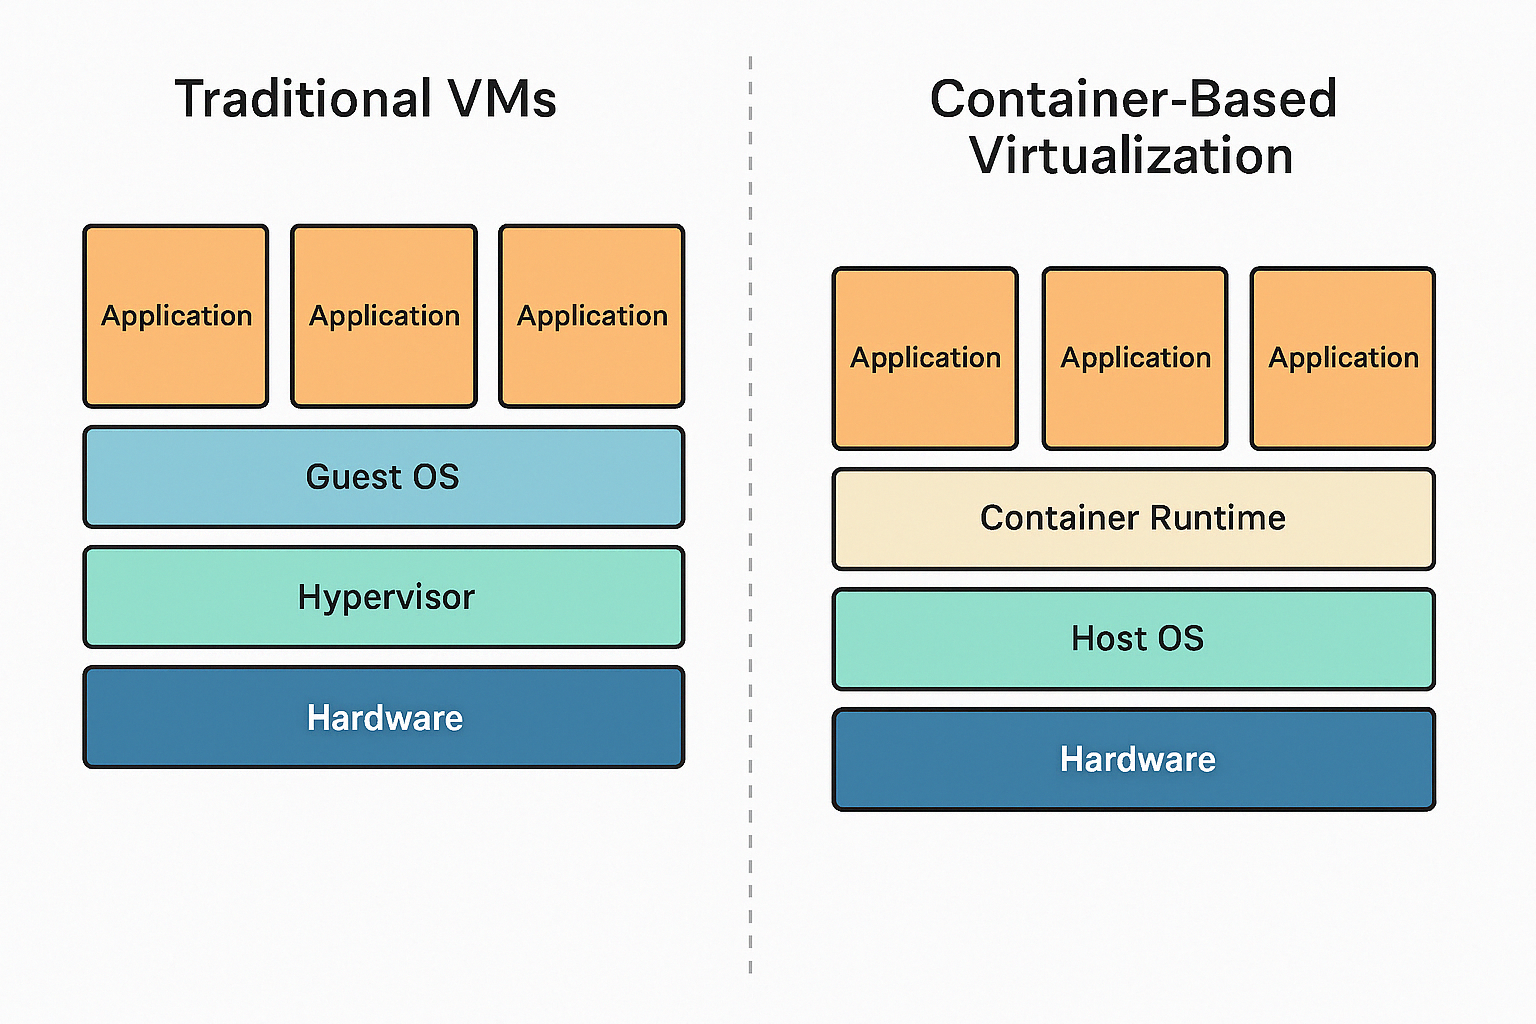 Traditional VMs
Application Application Application
Guest OS
Hypervisor
Hardware
Container-Based
Virtualization
Application Application Application
Container Runtime
Host OS
Hardware